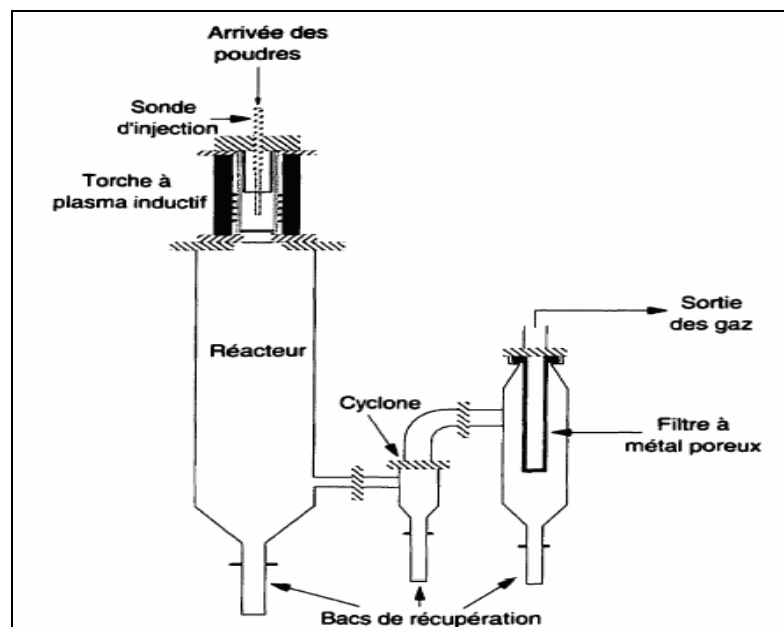 Arrivée des
poudres
Sonde
d'injection
Torche à
plasma inductif
Réacteur
Cyclone
Sortie
des gaz
Filtre à
métal poreux
Bacs de récupération